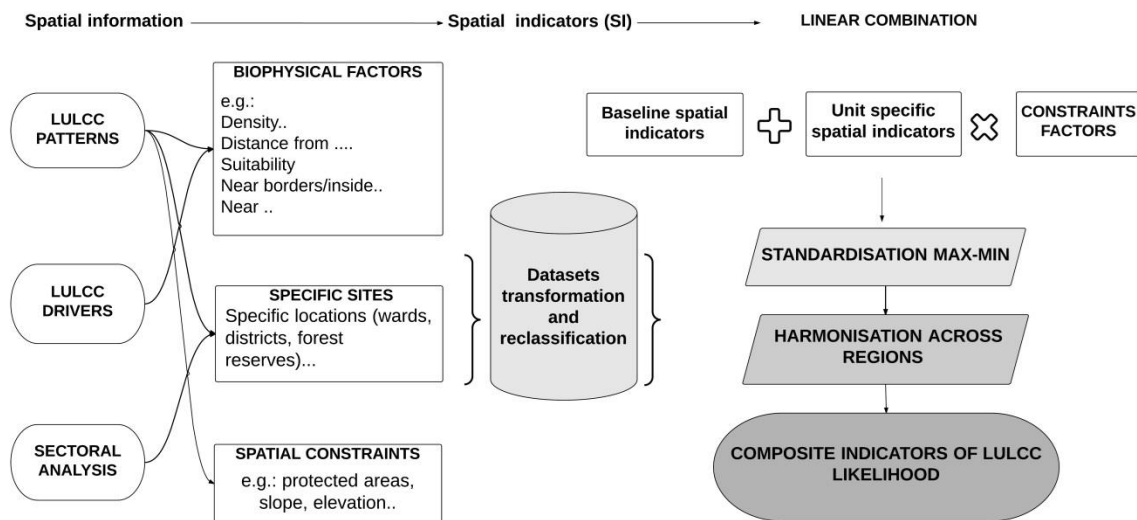 Spatial information
Spatial indicators (SI)
LINEAR COMBINATION
LULCC
PATTERNS
LULCC
DRIVERS
SECTORAL
ANALYSIS
BIOPHYSICAL FACTORS
e.g.:
Density..
Distance from ....
Suitability
Near borders/inside..
Near ..
SPECIFIC SITES
Specific locations (wards,
districts, forest
reserves)...
SPATIAL CONSTRAINTS
e.g.: protected areas,
slope, elevation..
Datasets
transformation
and
reclassification
Baseline spatial
indicators
Unit specific
spatial indicators
CONSTRAINTS
FACTORS
STANDARDISATION MAX-MIN
HARMONISATION ACROSS
REGIONS
COMPOSITE INDICATORS OF LULCC
LIKELIHOOD